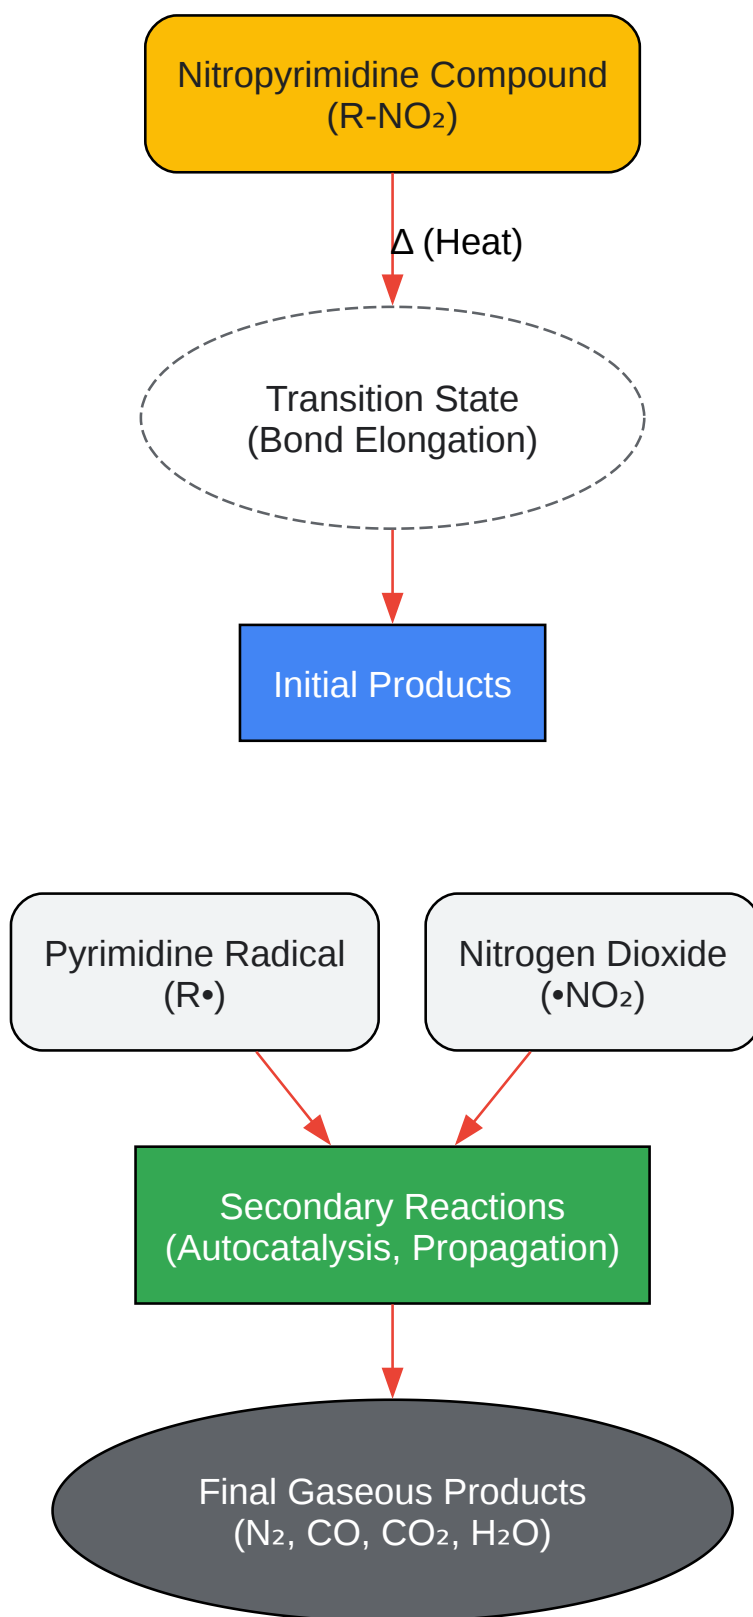 Nitropyrimidine Compound
(R-NO₂)
Δ (Heat)
Transition State
(Bond Elongation)
Initial Products
Pyrimidine Radical
(R•)
Nitrogen Dioxide
(•NO₂)
Secondary Reactions
(Autocatalysis, Propagation)
Final Gaseous Products
(N₂, CO, CO₂, H₂O)